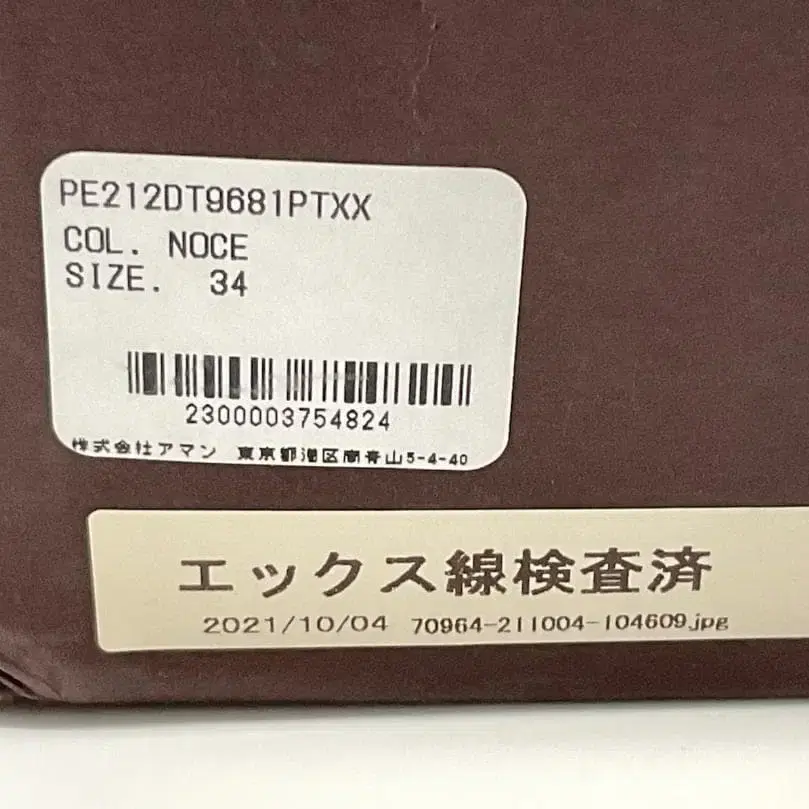 PE212DT9681PTXX
COL. NOCE
SIZE. 34
2300003754824
株式会社アマン 東京都港区南青山5-4-40
エックス線検査済
2021/10/04 70964-211004-104609.jpg